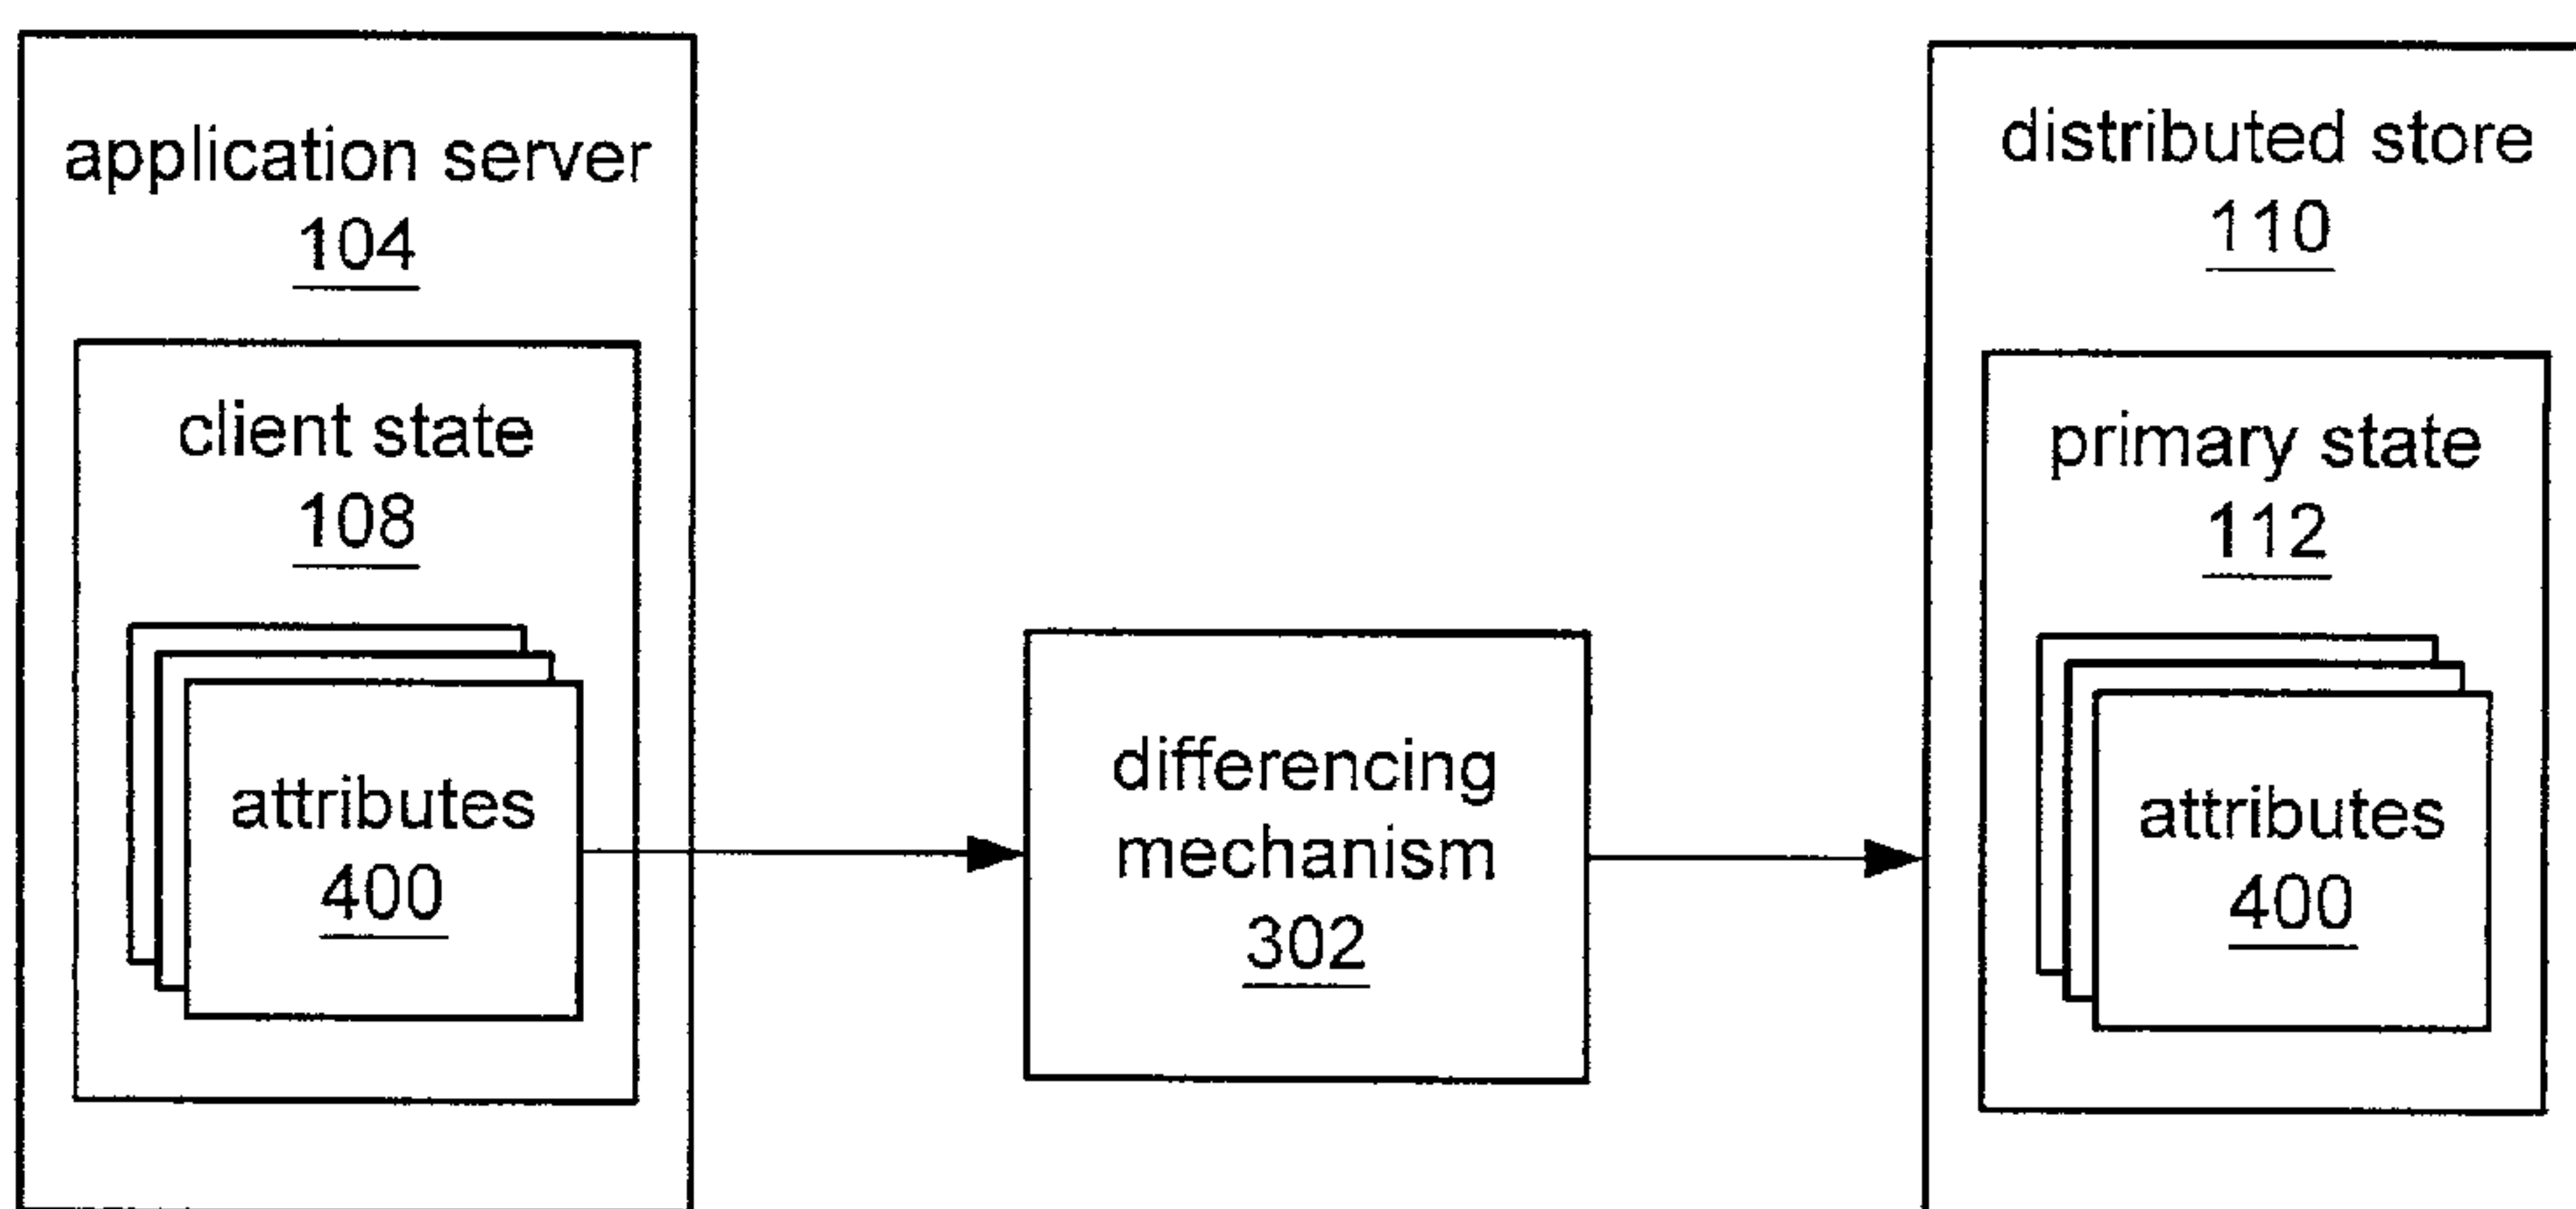 application server
104
client state
108
attributes
400
differencing
mechanism
302
distributed store
110
primary state
112
attributes
400